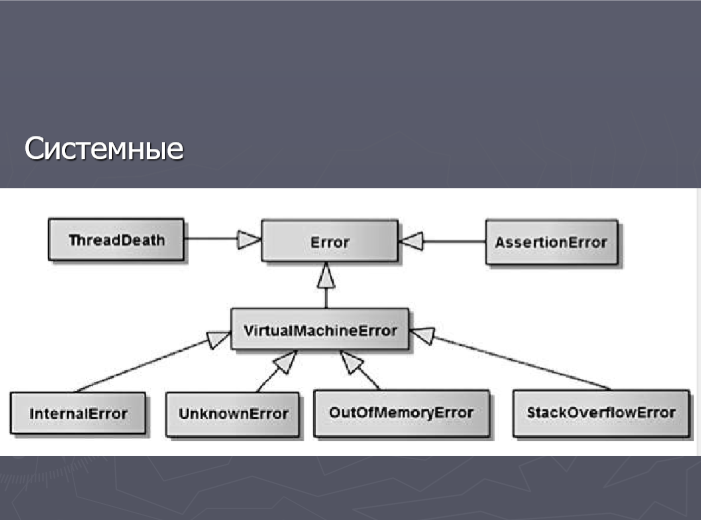 Системные
ThreadDeath
Error
AssertionError
VirtualMachineError
InternalError
UnknownError
OutOfMemoryError
StackOverflowError